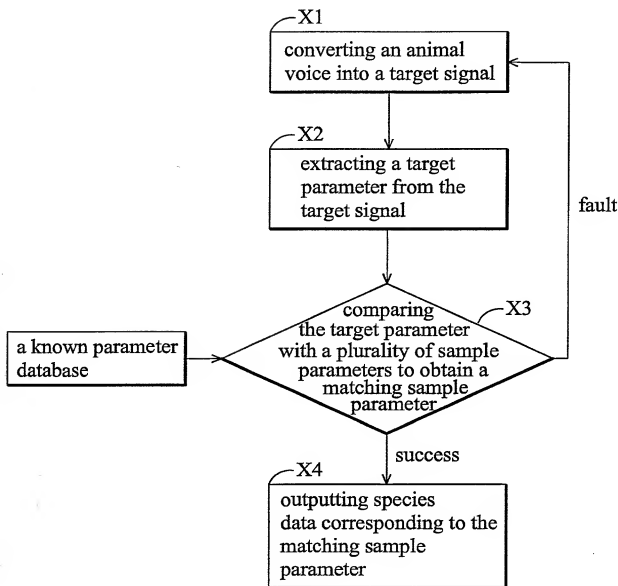 X1
converting an animal
voice into a target signal
X2
extracting a target
parameter from the
target signal
fault
X3
comparing
the target parameter
with a plurality of sample
parameters to obtain a
matching sample
parameter
a known parameter
database
success
X4
outputting species
data corresponding to the
matching sample
parameter